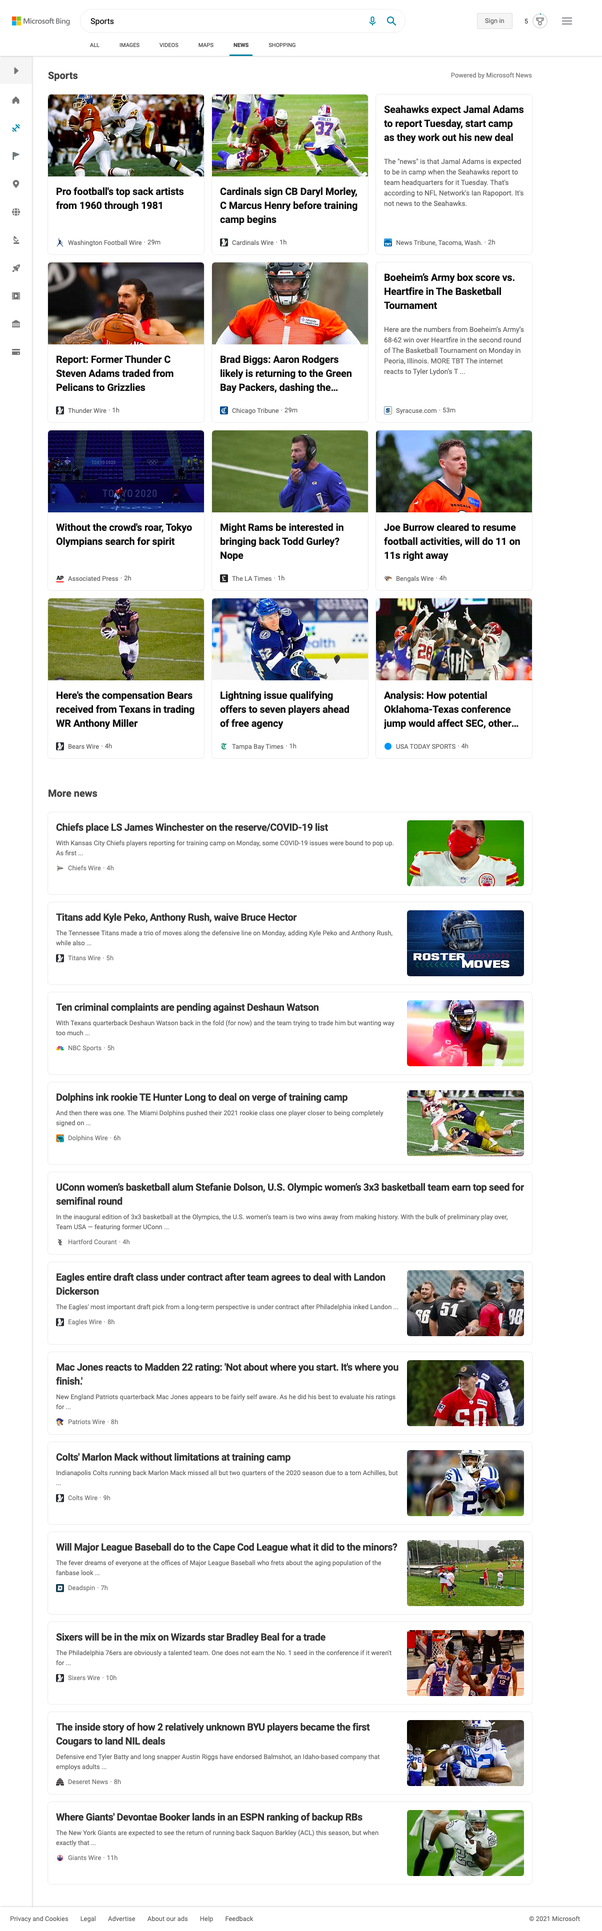 Microsoft Bing
Sports
Sign in
5
ALL
IMAGES
VIDEOS
MAPS
NEWS
SHOPPING
Sports
Powered by Microsoft News
Pro football's top sack artists
from 1960 through 1981
Washington Football Wire · 29m
Cardinals sign CB Daryl Morley,
C Marcus Henry before training
camp begins
Cardinals Wire · 1h
Seahawks expect Jamal Adams
to report Tuesday, start camp
as they work out his new deal
The "news" is that Jamal Adams is expected
to be in camp when the Seahawks report to
team headquarters for it Tuesday. That's
according to NFL Network's Ian Rapoport. It's
not news to the Seahawks.
News Tribune, Tacoma, Wash. · 2h
Report: Former Thunder C
Steven Adams traded from
Pelicans to Grizzlies
Thunder Wire · 1h
Brad Biggs: Aaron Rodgers
likely is returning to the Green
Bay Packers, dashing the...
Chicago Tribune · 29m
Boeheim's Army box score vs.
Heartfire in The Basketball
Tournament
Here are the numbers from Boeheim's Army's
68-62 win over Heartfire in the second round
of The Basketball Tournament on Monday in
Peoria, Illinois. MORE TBT The internet
reacts to Tyler Lydon's T ...
Syracuse.com · 53m
TOKYO 2020
Without the crowd's roar, Tokyo
Olympians search for spirit
AP
Associated Press · 2h
Might Rams be interested in
bringing back Todd Gurley?
Nope
The LA Times · 1h
BENGALS
Joe Burrow cleared to resume
football activities, will do 11 on
11s right away
Bengals Wire · 4h
Here's the compensation Bears
received from Texans in trading
WR Anthony Miller
Bears Wire · 4h
Lightning issue qualifying
offers to seven players ahead
of free agency
Tampa Bay Times · 1h
28
Analysis: How potential
Oklahoma-Texas conference
jump would affect SEC, other...
USA TODAY SPORTS · 4h
More news
Chiefs place LS James Winchester on the reserve/COVID-19 list
With Kansas City Chiefs players reporting for training camp on Monday, some COVID-19 issues were bound to pop up.
As first ...
Chiefs Wire · 4h
Titans add Kyle Peko, Anthony Rush, waive Bruce Hector
The Tennessee Titans made a trio of moves along the defensive line on Monday, adding Kyle Peko and Anthony Rush,
while also ...
Titans Wire · 5h
ROSTER
MOVES
Ten criminal complaints are pending against Deshaun Watson
With Texans quarterback Deshaun Watson back in the fold (for now) and the team trying to trade him but wanting way
too much ...
NBC Sports · 5h
Dolphins ink rookie TE Hunter Long to deal on verge of training camp
And then there was one. The Miami Dolphins pushed their 2021 rookie class one player closer to being completely
signed on ...
Dolphins Wire · 6h
UConn women's basketball alum Stefanie Dolson, U.S. Olympic women's 3x3 basketball team earn top seed for
semifinal round
In the inaugural edition of 3x3 basketball at the Olympics, the U.S. women's team is two wins away from making history. With the bulk of preliminary play over,
Team USA — featuring former UConn ...
Hartford Courant · 4h
Eagles entire draft class under contract after team agrees to deal with Landon
Dickerson
The Eagles' most important draft pick from a long-term perspective is under contract after Philadelphia inked Landon ...
Eagles Wire · 8h
51
Mac Jones reacts to Madden 22 rating: 'Not about where you start. It's where you
finish.'
New England Patriots quarterback Mac Jones appears to be fairly self aware. As he did his best to evaluate his ratings
for ...
Patriots Wire · 8h
50
Colts' Marlon Mack without limitations at training camp
Indianapolis Colts running back Marlon Mack missed all but two quarters of the 2020 season due to a torn Achilles, but
...
Colts Wire · 9h
Will Major League Baseball do to the Cape Cod League what it did to the minors?
The fever dreams of everyone at the offices of Major League Baseball who frets about the aging population of the
fanbase look ...
Deadspin · 7h
Sixers will be in the mix on Wizards star Bradley Beal for a trade
The Philadelphia 76ers are obviously a talented team. One does not earn the No. 1 seed in the conference if it weren't
for ...
Sixers Wire · 10h
The inside story of how 2 relatively unknown BYU players became the first
Cougars to land NIL deals
Defensive end Tyler Batty and long snapper Austin Riggs have endorsed Balmshot, an Idaho-based company that
employs adults ...
Deseret News · 8h
Where Giants' Devontae Booker lands in an ESPN ranking of backup RBs
The New York Giants are expected to see the return of running back Saquon Barkley (ACL) this season, but when
exactly that ...
Giants Wire · 11h
Privacy and Cookies
Legal
Advertise
About our ads
Help
Feedback
© 2021 Microsoft